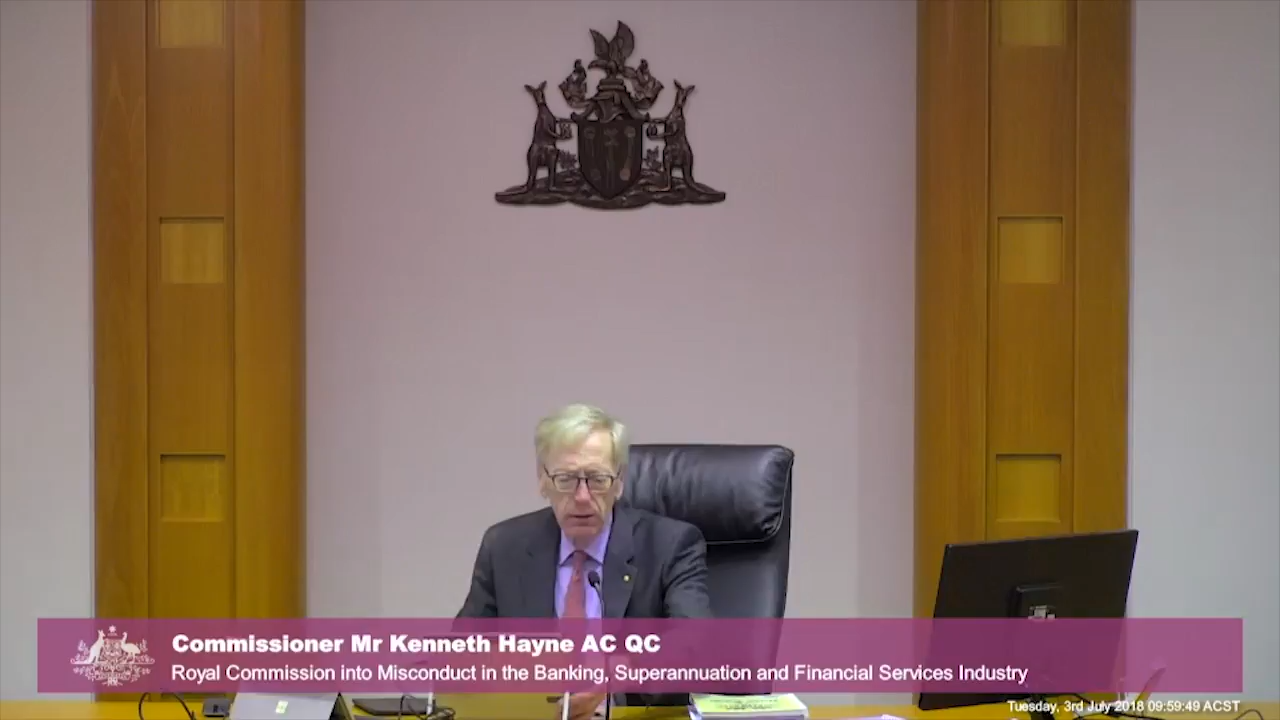 Commissioner Mr Kenneth Hayne AC QC
Royal Commission into Misconduct in the Banking, Superannuation and Financial Services Industry
Tuesday, 3rd July 2018 09:59:49 ACST